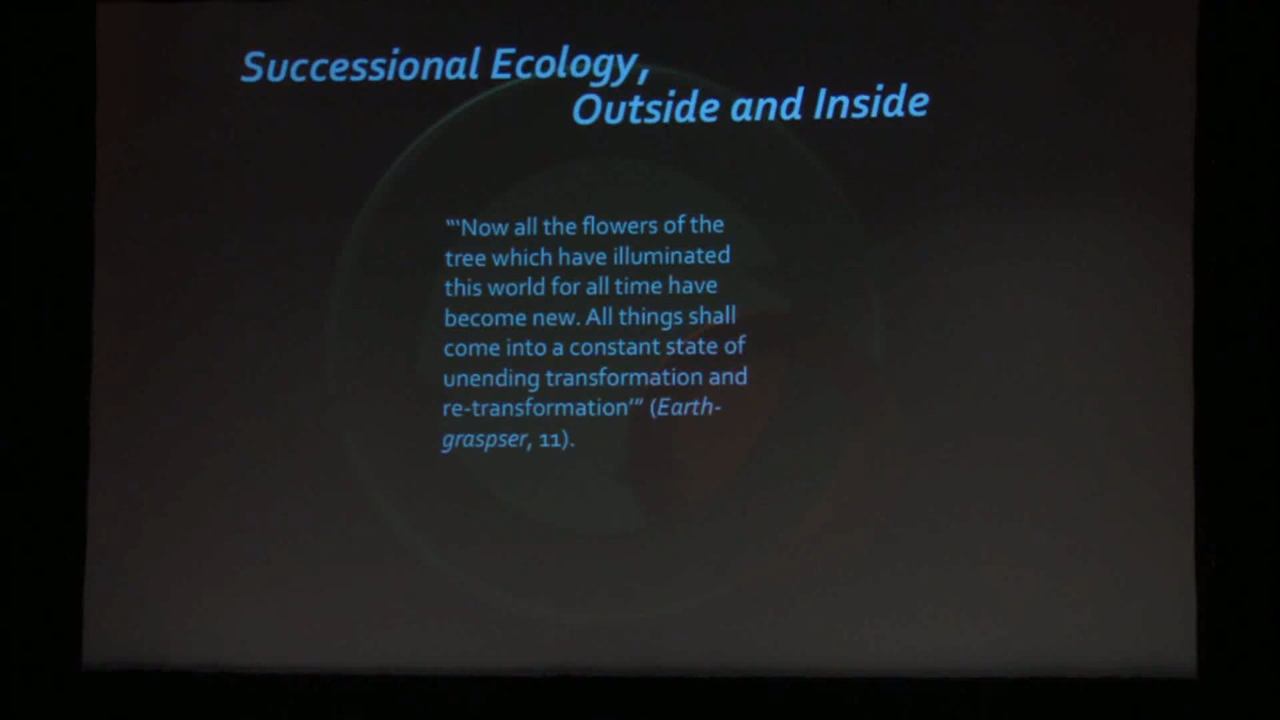 Successional Ecology,
Outside and Inside
“‘Now all the flowers of the
tree which have illuminated
this world for all time have
become new. All things shall
come into a constant state of
unending transformation and
re-transformation’” (Earth-
graspser, 11).